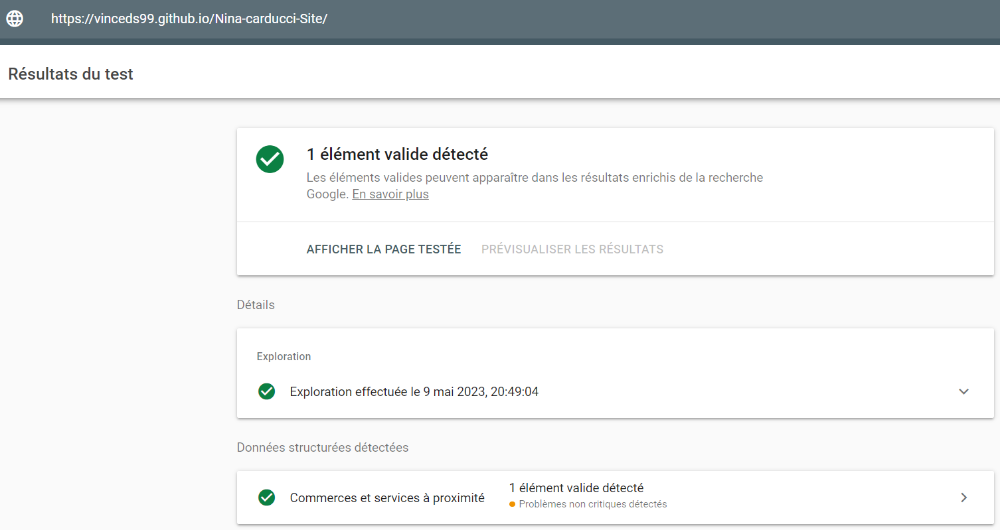 https://vinceds99.github.io/Nina-carducci-Site/
Résultats du test
1 élément valide détecté
Les éléments valides peuvent apparaître dans les résultats enrichis de la recherche
Google. En savoir plus
AFFICHER LA PAGE TESTÉE PRÉVISUALISER LES RÉSULTATS
Détails
Exploration
Exploration effectuée le 9 mai 2023, 20:49:04
Données structurées détectées
Commerces et services à proximité
1 élément valide détecté
Problèmes non critiques détectés